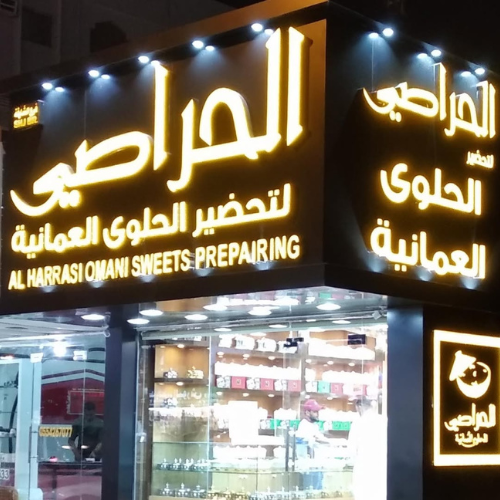 الحراصي
لتحضير الحلوى العمانية
AL HARRASI OMANI SWEETS PREPAIRING
الحراصي
لتحضير
الحلوى
العمانية
الحراصي